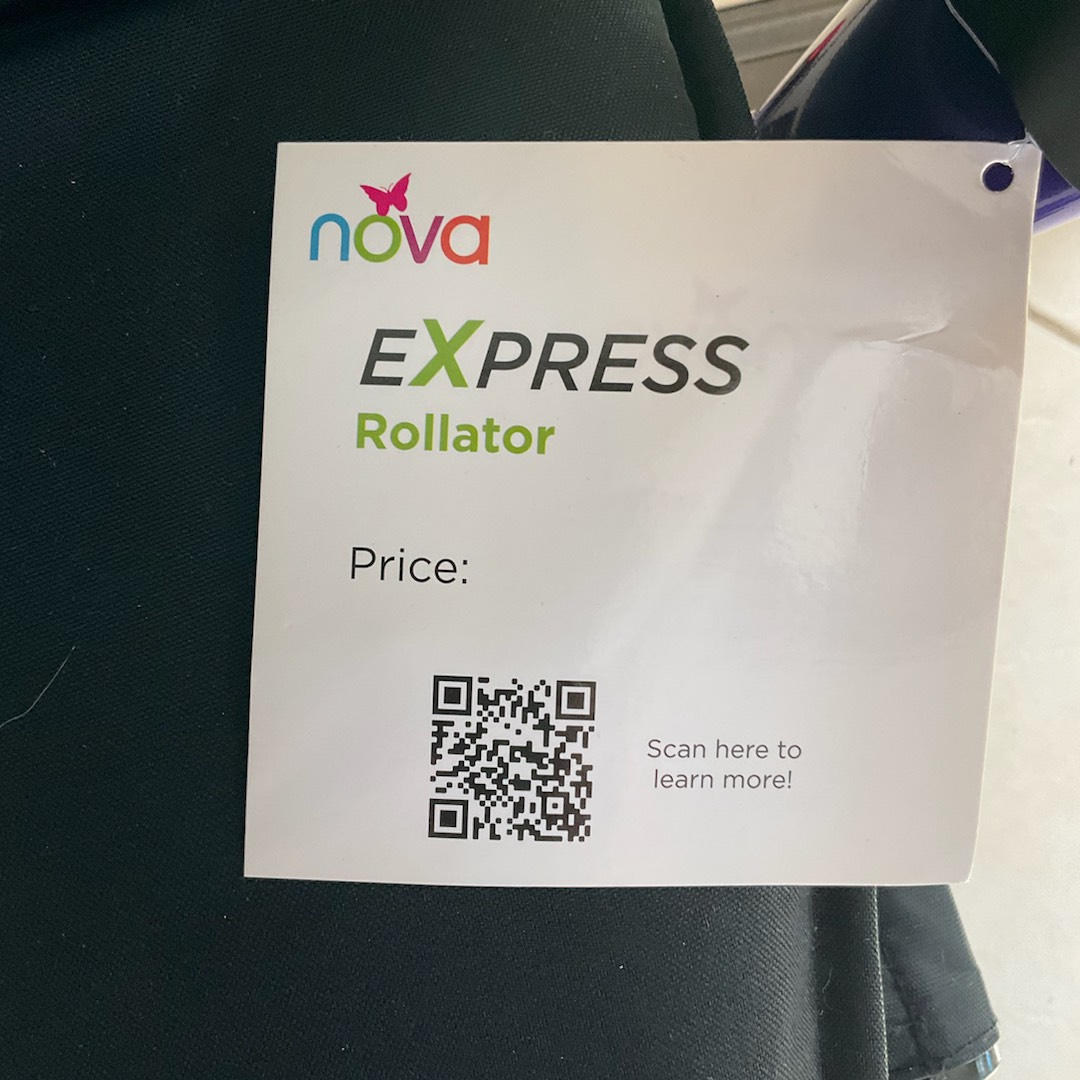 nova
EXPRESS
Rollator
Price:
Scan here to
learn more!